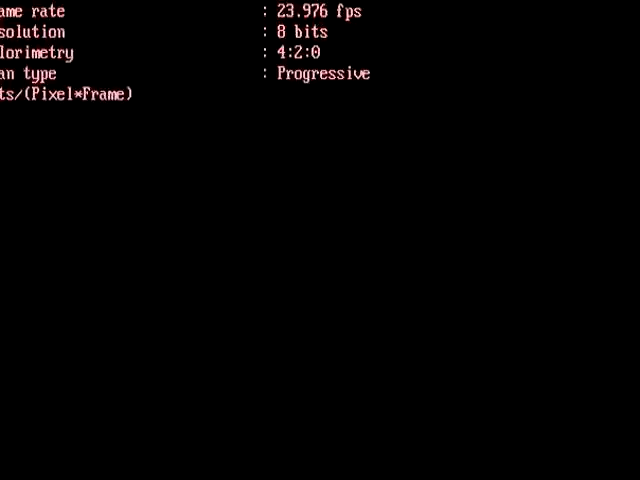 ame rate : 23.976 fps
solution : 8 bits
lorimetry : 4:2:0
an type : Progressive
ts/(Pixel*Frame)